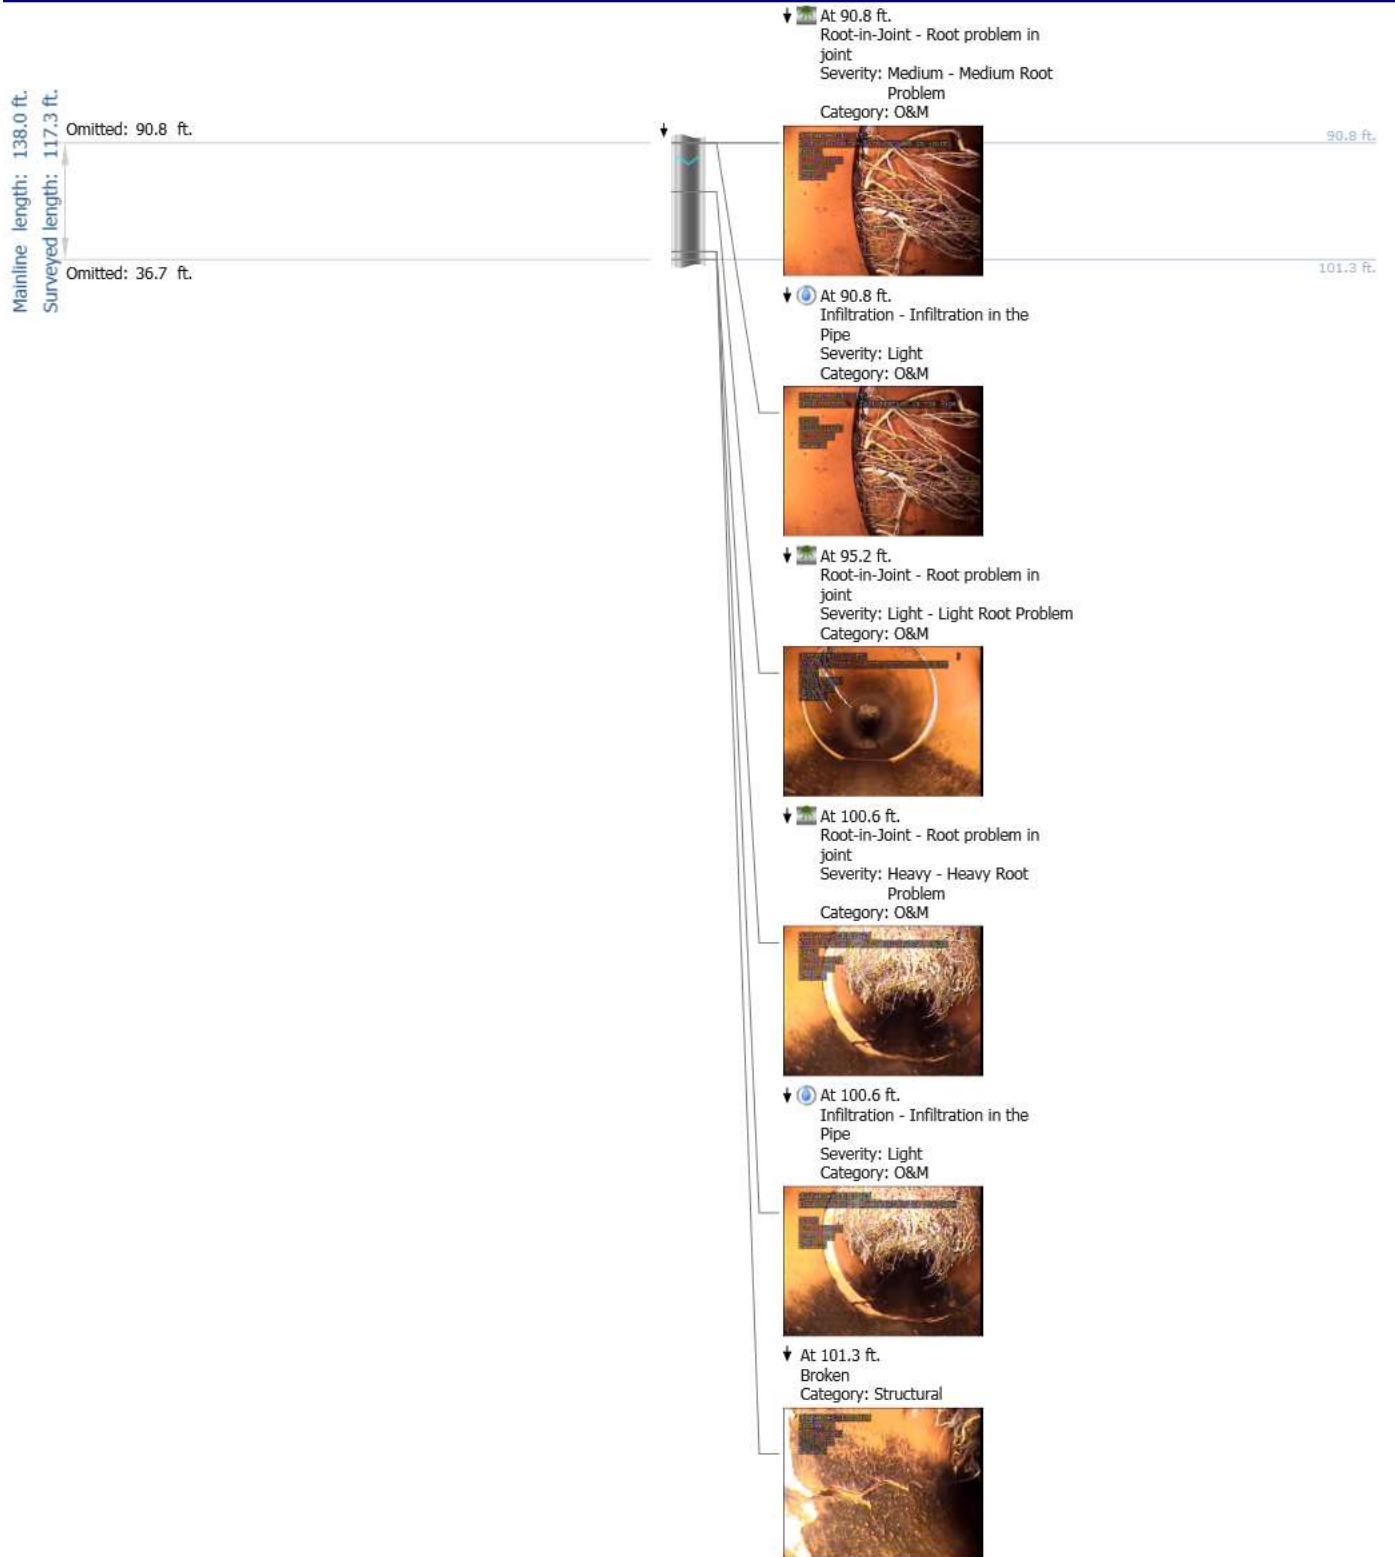 Mainline length: 138.0 ft.
Surveyed length: 117.3 ft.
Omitted: 90.8 ft.
Omitted: 36.7 ft.
90.8 ft.
101.3 ft.
At 90.8 ft.
Root-in-Joint - Root problem in
joint
Severity: Medium - Medium Root
Problem
Category: O&M
At 90.8 ft.
Infiltration - Infiltration in the
Pipe
Severity: Light
Category: O&M
At 95.2 ft.
Root-in-Joint - Root problem in
joint
Severity: Light - Light Root Problem
Category: O&M
At 100.6 ft.
Root-in-Joint - Root problem in
joint
Severity: Heavy - Heavy Root
Problem
Category: O&M
At 100.6 ft.
Infiltration - Infiltration in the
Pipe
Severity: Light
Category: O&M
At 101.3 ft.
Broken
Category: Structural